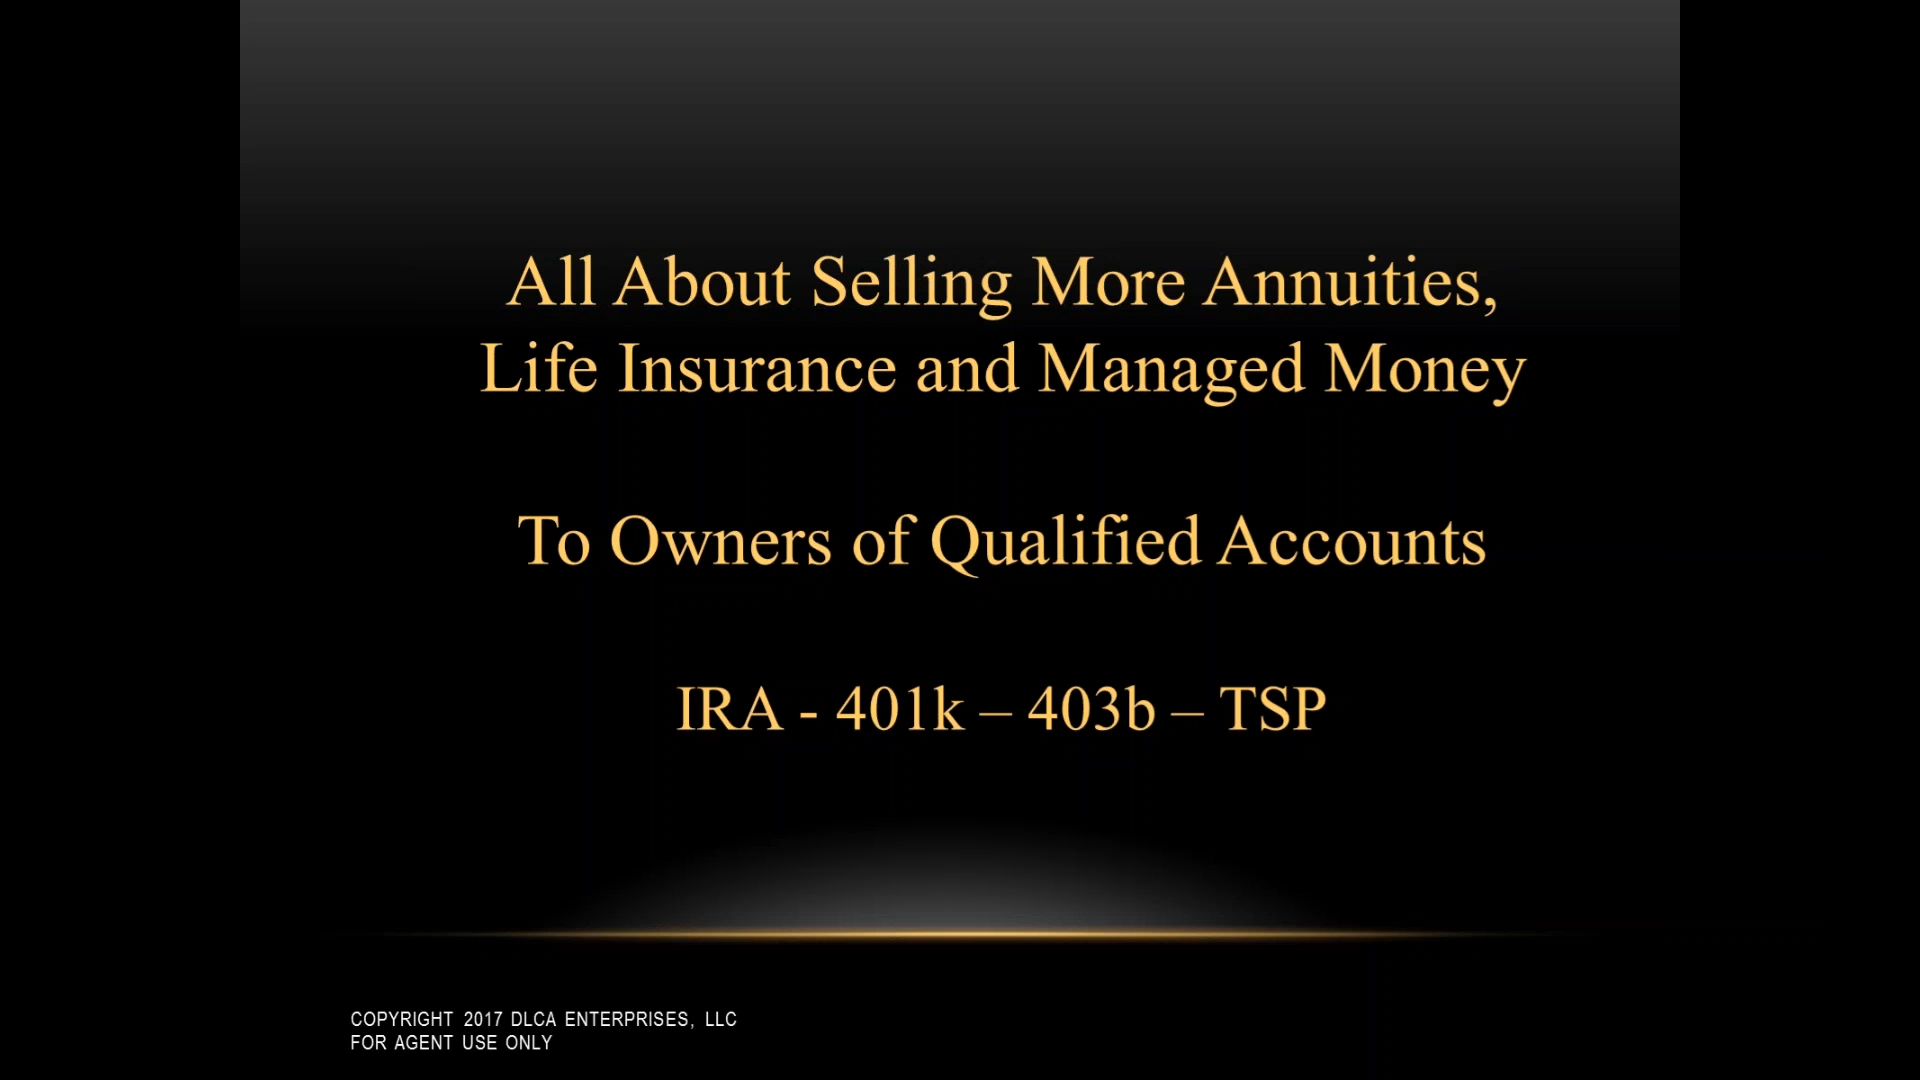 All About Selling More Annuities,
Life Insurance and Managed Money
To Owners of Qualified Accounts
IRA - 401k – 403b – TSP
COPYRIGHT 2017 DLCA ENTERPRISES, LLC
FOR AGENT USE ONLY